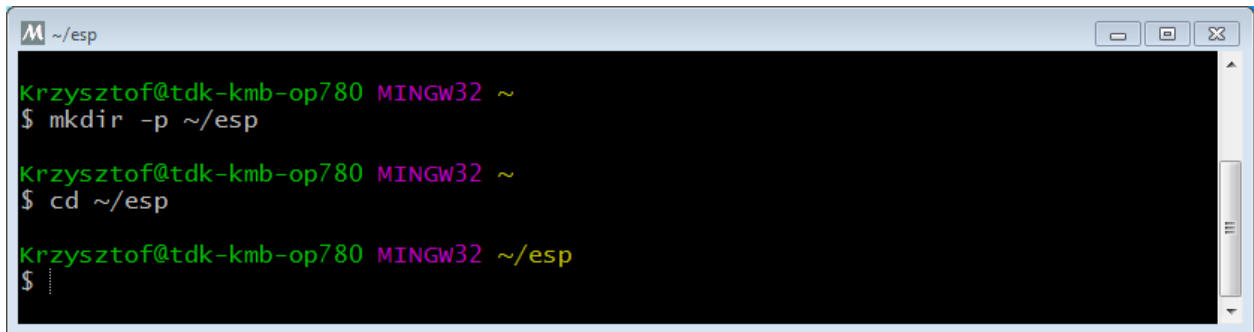 M ~/esp
Krzysztof@tdk-kmb-op780 MINGW32 ~
$ mkdir -p ~/esp
Krzysztof@tdk-kmb-op780 MINGW32 ~
$ cd ~/esp
Krzysztof@tdk-kmb-op780 MINGW32 ~/esp
$